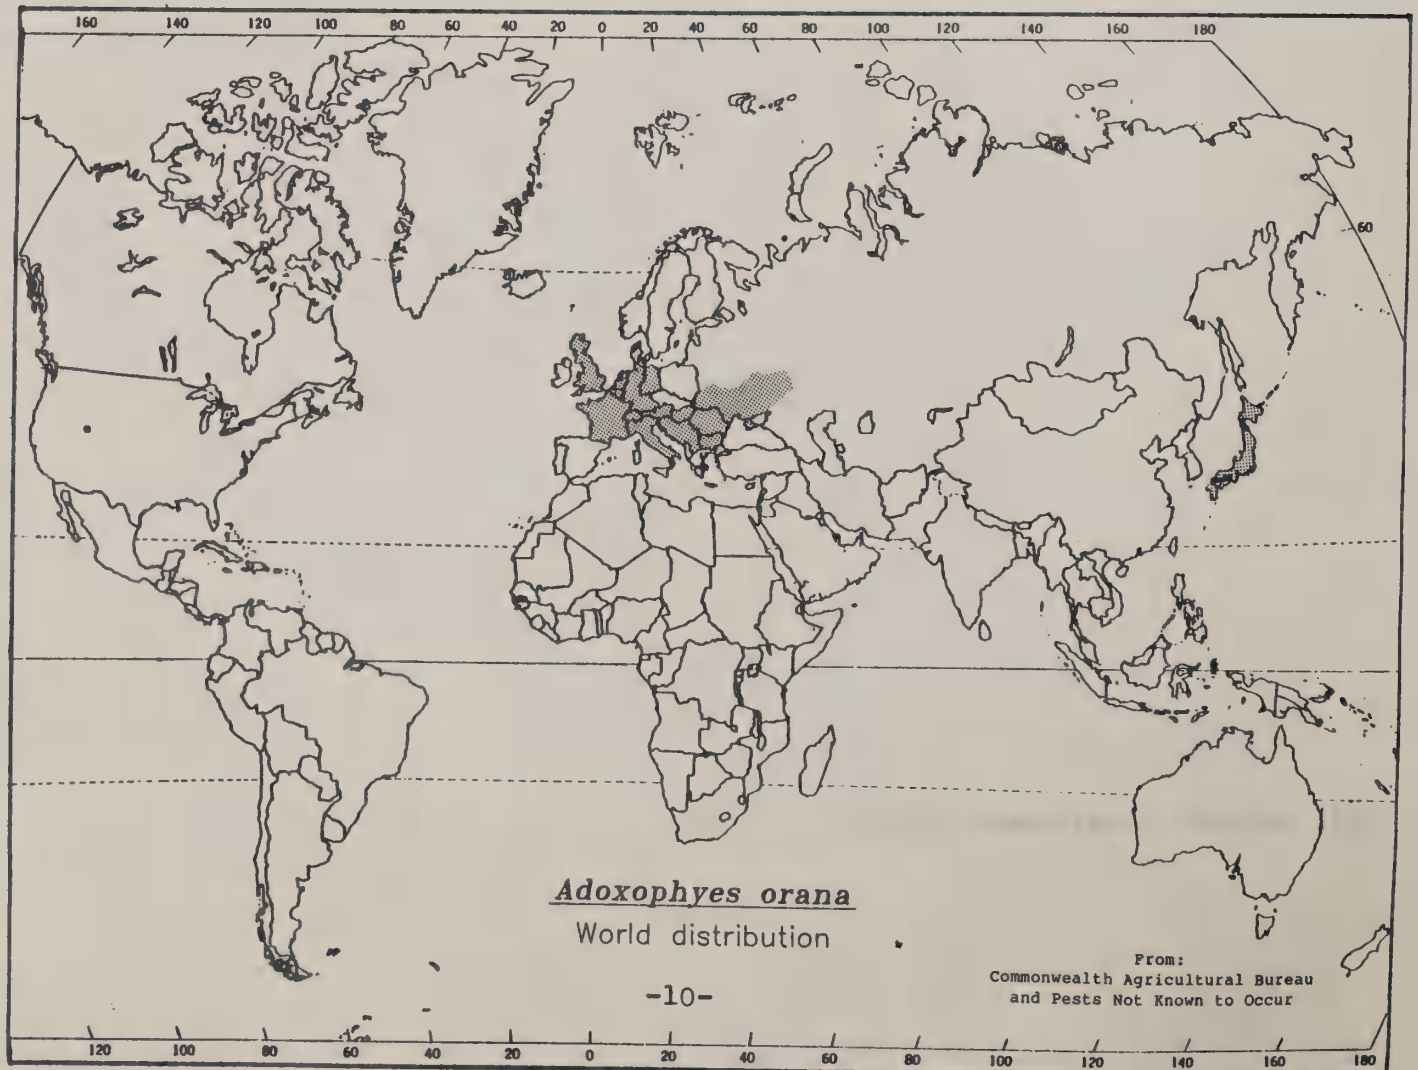 160 140 120 100 80 60 40 20 0 20 40 60 80 100 120 140 160 180
60
Adoxophyes orana
World distribution
From:
Commonwealth Agricultural Bureau
and Pests Not Known to Occur
-10-
120 100 80 60 40 20 0 20 40 60 80 100 120 140 160 180